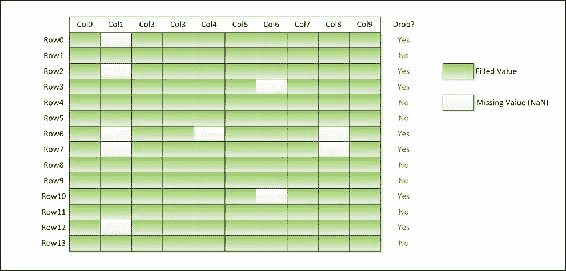 Col0 Col1 Col2 Col3 Col4 Col5 Col6 Col7 Col8 Col9 Drop?
Row0 Yes
Row1 No
Row2 Yes
Row3 Yes
Row4 No
Row5 No
Row6 Yes
Row7 Yes
Row8 No
Row9 No
Row10 Yes
Row11 No
Row12 Yes
Row13 No
Filled Value
Missing Value (NaN)